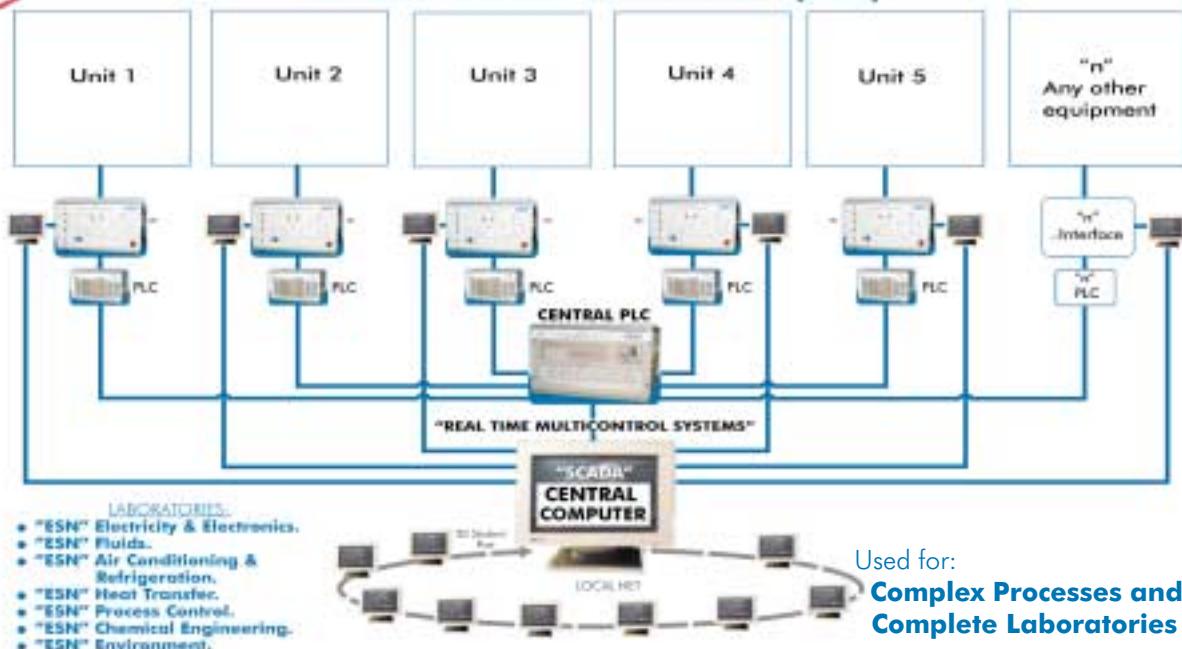 Unit 1
Unit 2
Unit 3
Unit 4
Unit 5
"n"
Any other
equipment
"n"
Interface
PLC
PLC
PLC
PLC
PLC
"n"
PLC
CENTRAL PLC
"REAL TIME MULTICONTROL SYSTEMS"
"SCADA"
CENTRAL
COMPUTER
LABORATORIES:
• "ESN" Electricity & Electronics.
• "ESN" Fluids.
• "ESN" Air Conditioning &
Refrigeration.
• "ESN" Heat Transfer.
• "ESN" Process Control.
• "ESN" Chemical Engineering.
• "ESN" Environment.
30 Student
Post
LOCAL NET
Used for:
Complex Processes and
Complete Laboratories